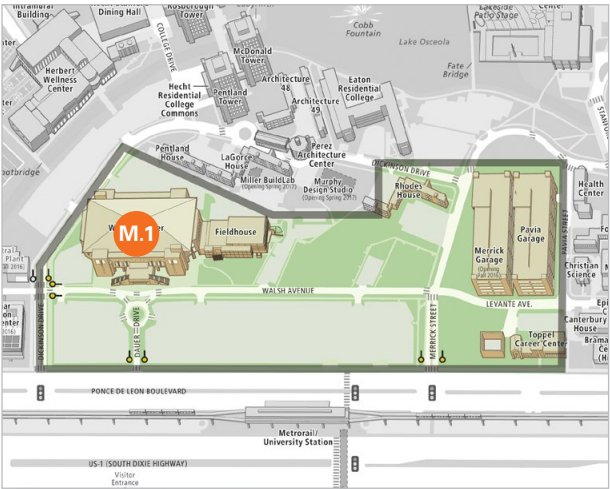 Intramural
Building
Dining Hall
Rosborough
Tower
Lakeside
Patio Stage
Center
Cobb
Fountain
Lake Osceola
COLLEGE DRIVE
McDonald
Tower
Herbert
Wellness
Center
Fate
Bridge
Hecht
Residential
College
Commons
Pentland
Tower
Architecture
48
Eaton
Residential
College
Architecture
49
Pentland
House
LaGorce
House
Perez
Architecture
Center
DICKINSON DRIVE
Miller BuildLab
(Opening Spring 2017)
Murphy
Design Studio
(Opening Spring 2017)
Rhodes
House
Health
Center
M.1
Fieldhouse
Merrick
Garage
(Opening
Fall 2016)
Pavia
Garage
PAVIA STREET
Plant
2016)
Christian
Science
WALSH AVENUE
LEVANTE AVE.
DICKINSON DRIVE
DAUER DRIVE
MERRICK STREET
Canterbury
House
Toppel
Career Center
PONCE DE LEON BOULEVARD
Metrorail/
University Station
US-1 (SOUTH DIXIE HIGHWAY)
Visitor
Entrance